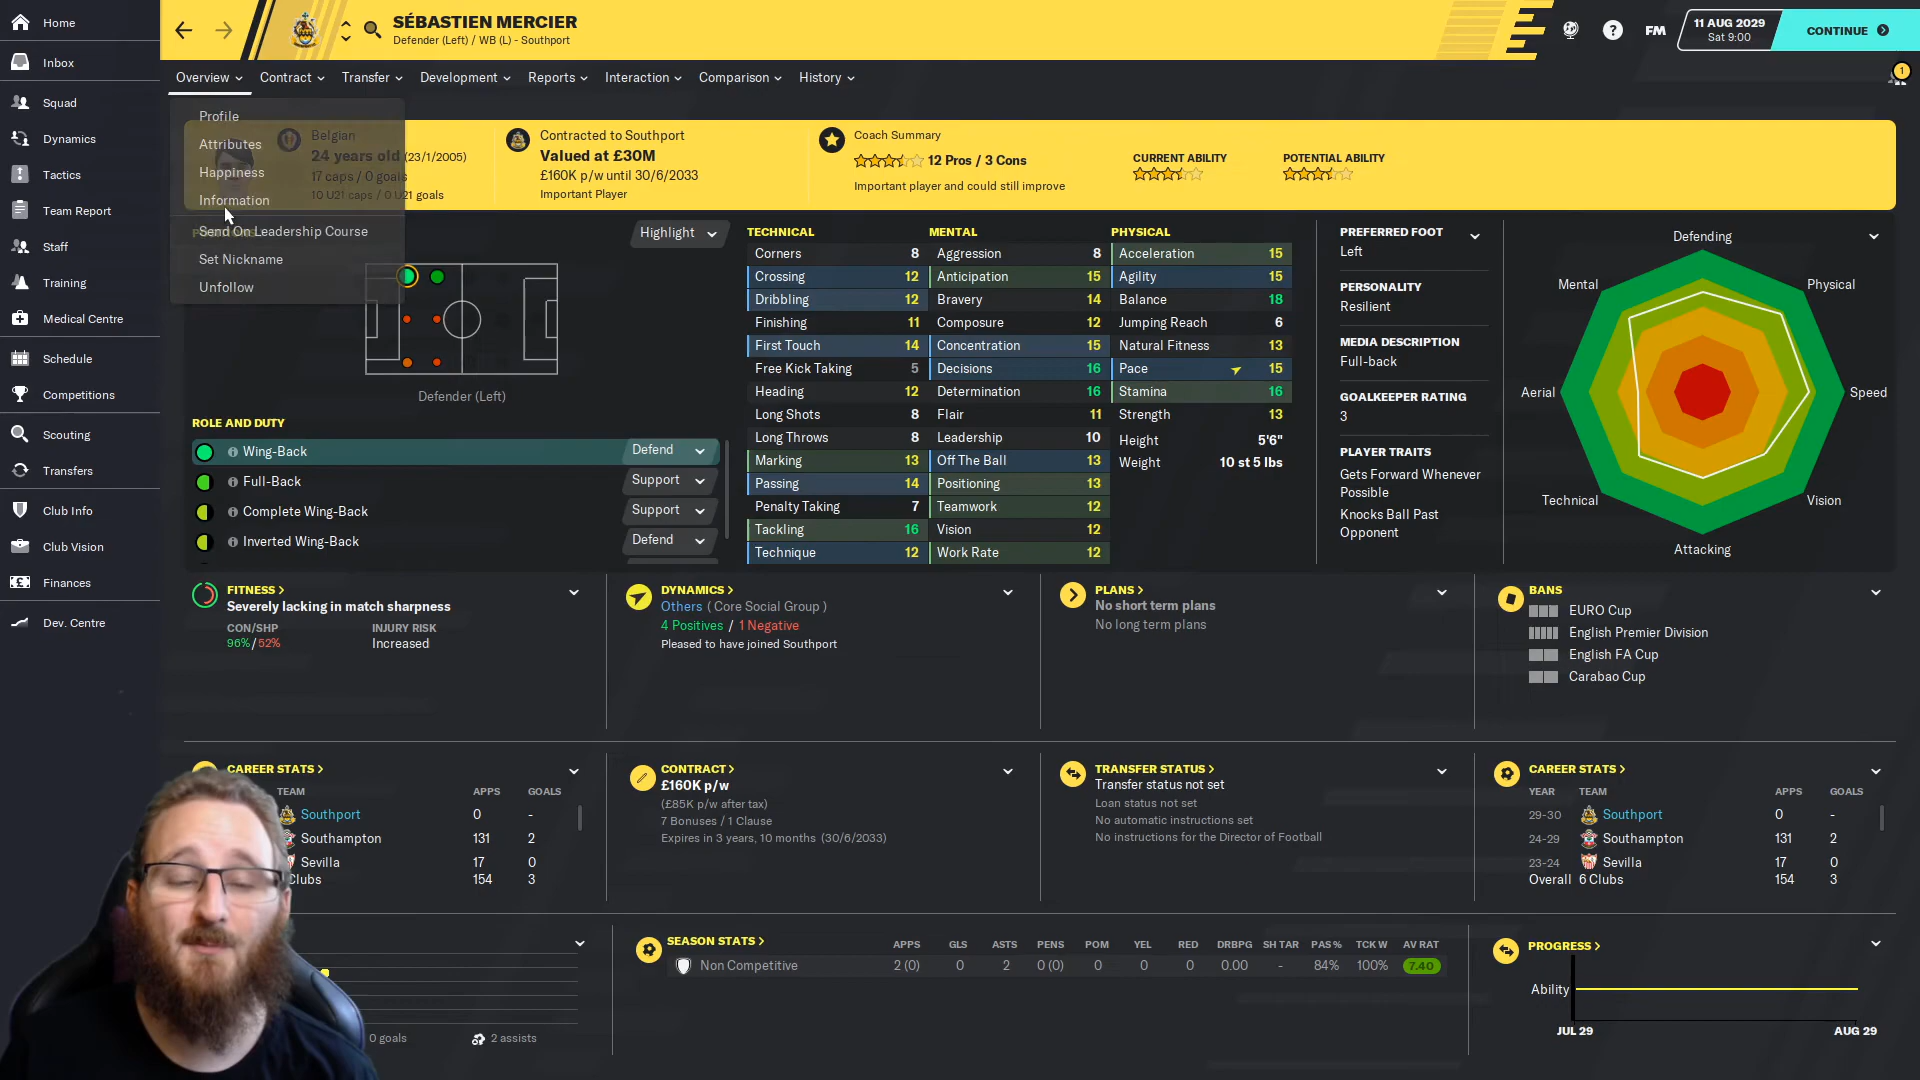 Home
SÉBASTIEN MERCIER
Defender (Left) / WB (L) - Southport
FM
11 AUG 2029
Sat 9:00
CONTINUE
Inbox
Squad
Dynamics
Tactics
Team Report
Staff
Training
Medical Centre
Schedule
Competitions
Scouting
Transfers
Club Info
Club Vision
Finances
Dev. Centre
Overview
Contract
Transfer
Development
Reports
Interaction
Comparison
History
1
Profile
Attributes
Happiness
Information
Send On Leadership Course
Set Nickname
Unfollow
Belgian
24 years old (23/1/2005)
17 caps / 0 goals
10 U21 caps / 0 U21 goals
Contracted to Southport
Valued at £30M
£160K p/w until 30/6/2033
Important Player
Coach Summary
12 Pros / 3 Cons
Important player and could still improve
CURRENT ABILITY
POTENTIAL ABILITY
Highlight
Defender (Left)
ROLE AND DUTY
Wing-Back Defend
Full-Back Support
Complete Wing-Back Support
Inverted Wing-Back Defend
TECHNICAL
Corners 8
Crossing 12
Dribbling 12
Finishing 11
First Touch 14
Free Kick Taking 5
Heading 12
Long Shots 8
Long Throws 8
Marking 13
Passing 14
Penalty Taking 7
Tackling 16
Technique 12
MENTAL
Aggression 8
Anticipation 15
Bravery 14
Composure 12
Concentration 15
Decisions 16
Determination 16
Flair 11
Leadership 10
Off The Ball 13
Positioning 13
Teamwork 12
Vision 12
Work Rate 12
PHYSICAL
Acceleration 15
Agility 15
Balance 18
Jumping Reach 6
Natural Fitness 13
Pace 15
Stamina 16
Strength 13
Height 5'6"
Weight 10 st 5 lbs
PREFERRED FOOT
Left
PERSONALITY
Resilient
MEDIA DESCRIPTION
Full-back
GOALKEEPER RATING
3
PLAYER TRAITS
Gets Forward Whenever
Possible
Knocks Ball Past
Opponent
Defending
Mental
Physical
Aerial
Speed
Technical
Vision
Attacking
FITNESS >
Severely lacking in match sharpness
CON/SHP
96%/52%
INJURY RISK
Increased
DYNAMICS >
Others ( Core Social Group )
4 Positives / 1 Negative
Pleased to have joined Southport
PLANS >
No short term plans
No long term plans
BANS
EURO Cup
English Premier Division
English FA Cup
Carabao Cup
CAREER STATS >
TEAM APPS GOALS
Southport 0 -
Southampton 131 2
Sevilla 17 0
Clubs 154 3
CONTRACT >
£160K p/w
(£85K p/w after tax)
7 Bonuses / 1 Clause
Expires in 3 years, 10 months (30/6/2033)
TRANSFER STATUS >
Transfer status not set
Loan status not set
No automatic instructions set
No instructions for the Director of Football
CAREER STATS >
YEAR TEAM APPS GOALS
29-30 Southport 0 -
24-29 Southampton 131 2
23-24 Sevilla 17 0
Overall 6 Clubs 154 3
0 goals
2 assists
SEASON STATS > APPS GLS ASTS PENS POM YEL RED DRBPG SH TAR PAS % TCK W AV RAT
Non Competitive 2 (0) 0 2 0 (0) 0 0 0 0.00 - 84% 100% 7.40
PROGRESS >
Ability
JUL 29
AUG 29